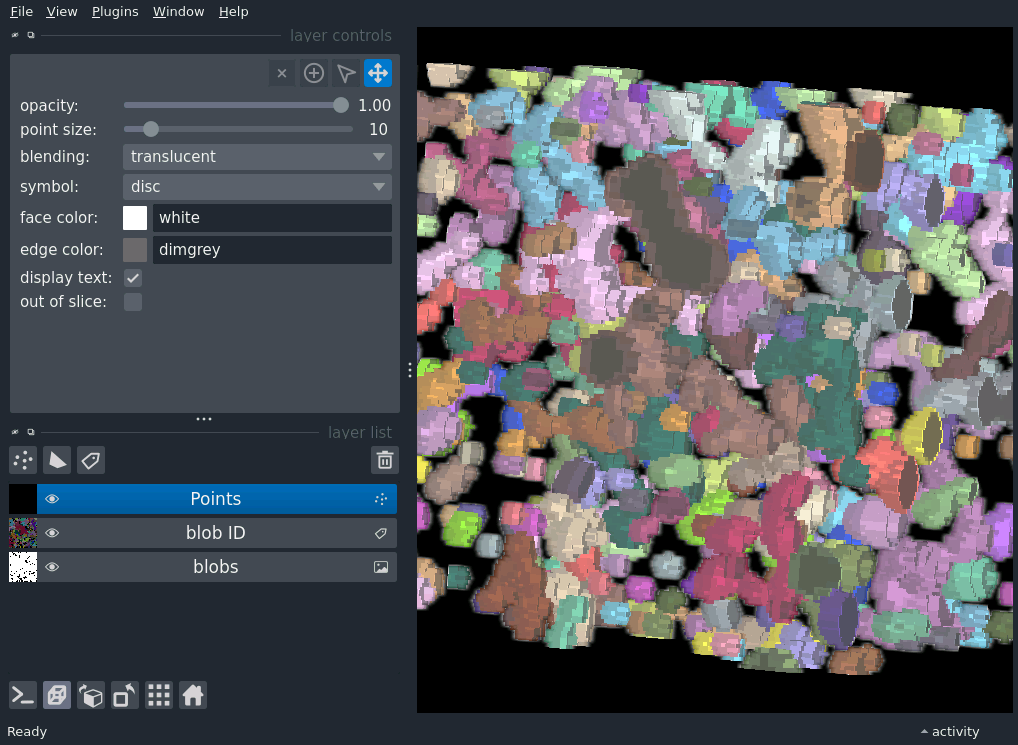 File View Plugins Window Help
layer controls
opacity: 1.00
point size: 10
blending: translucent
symbol: disc
face color: white
edge color: dimgrey
display text:
out of slice:
layer list
Points
blob ID
blobs
Ready
activity